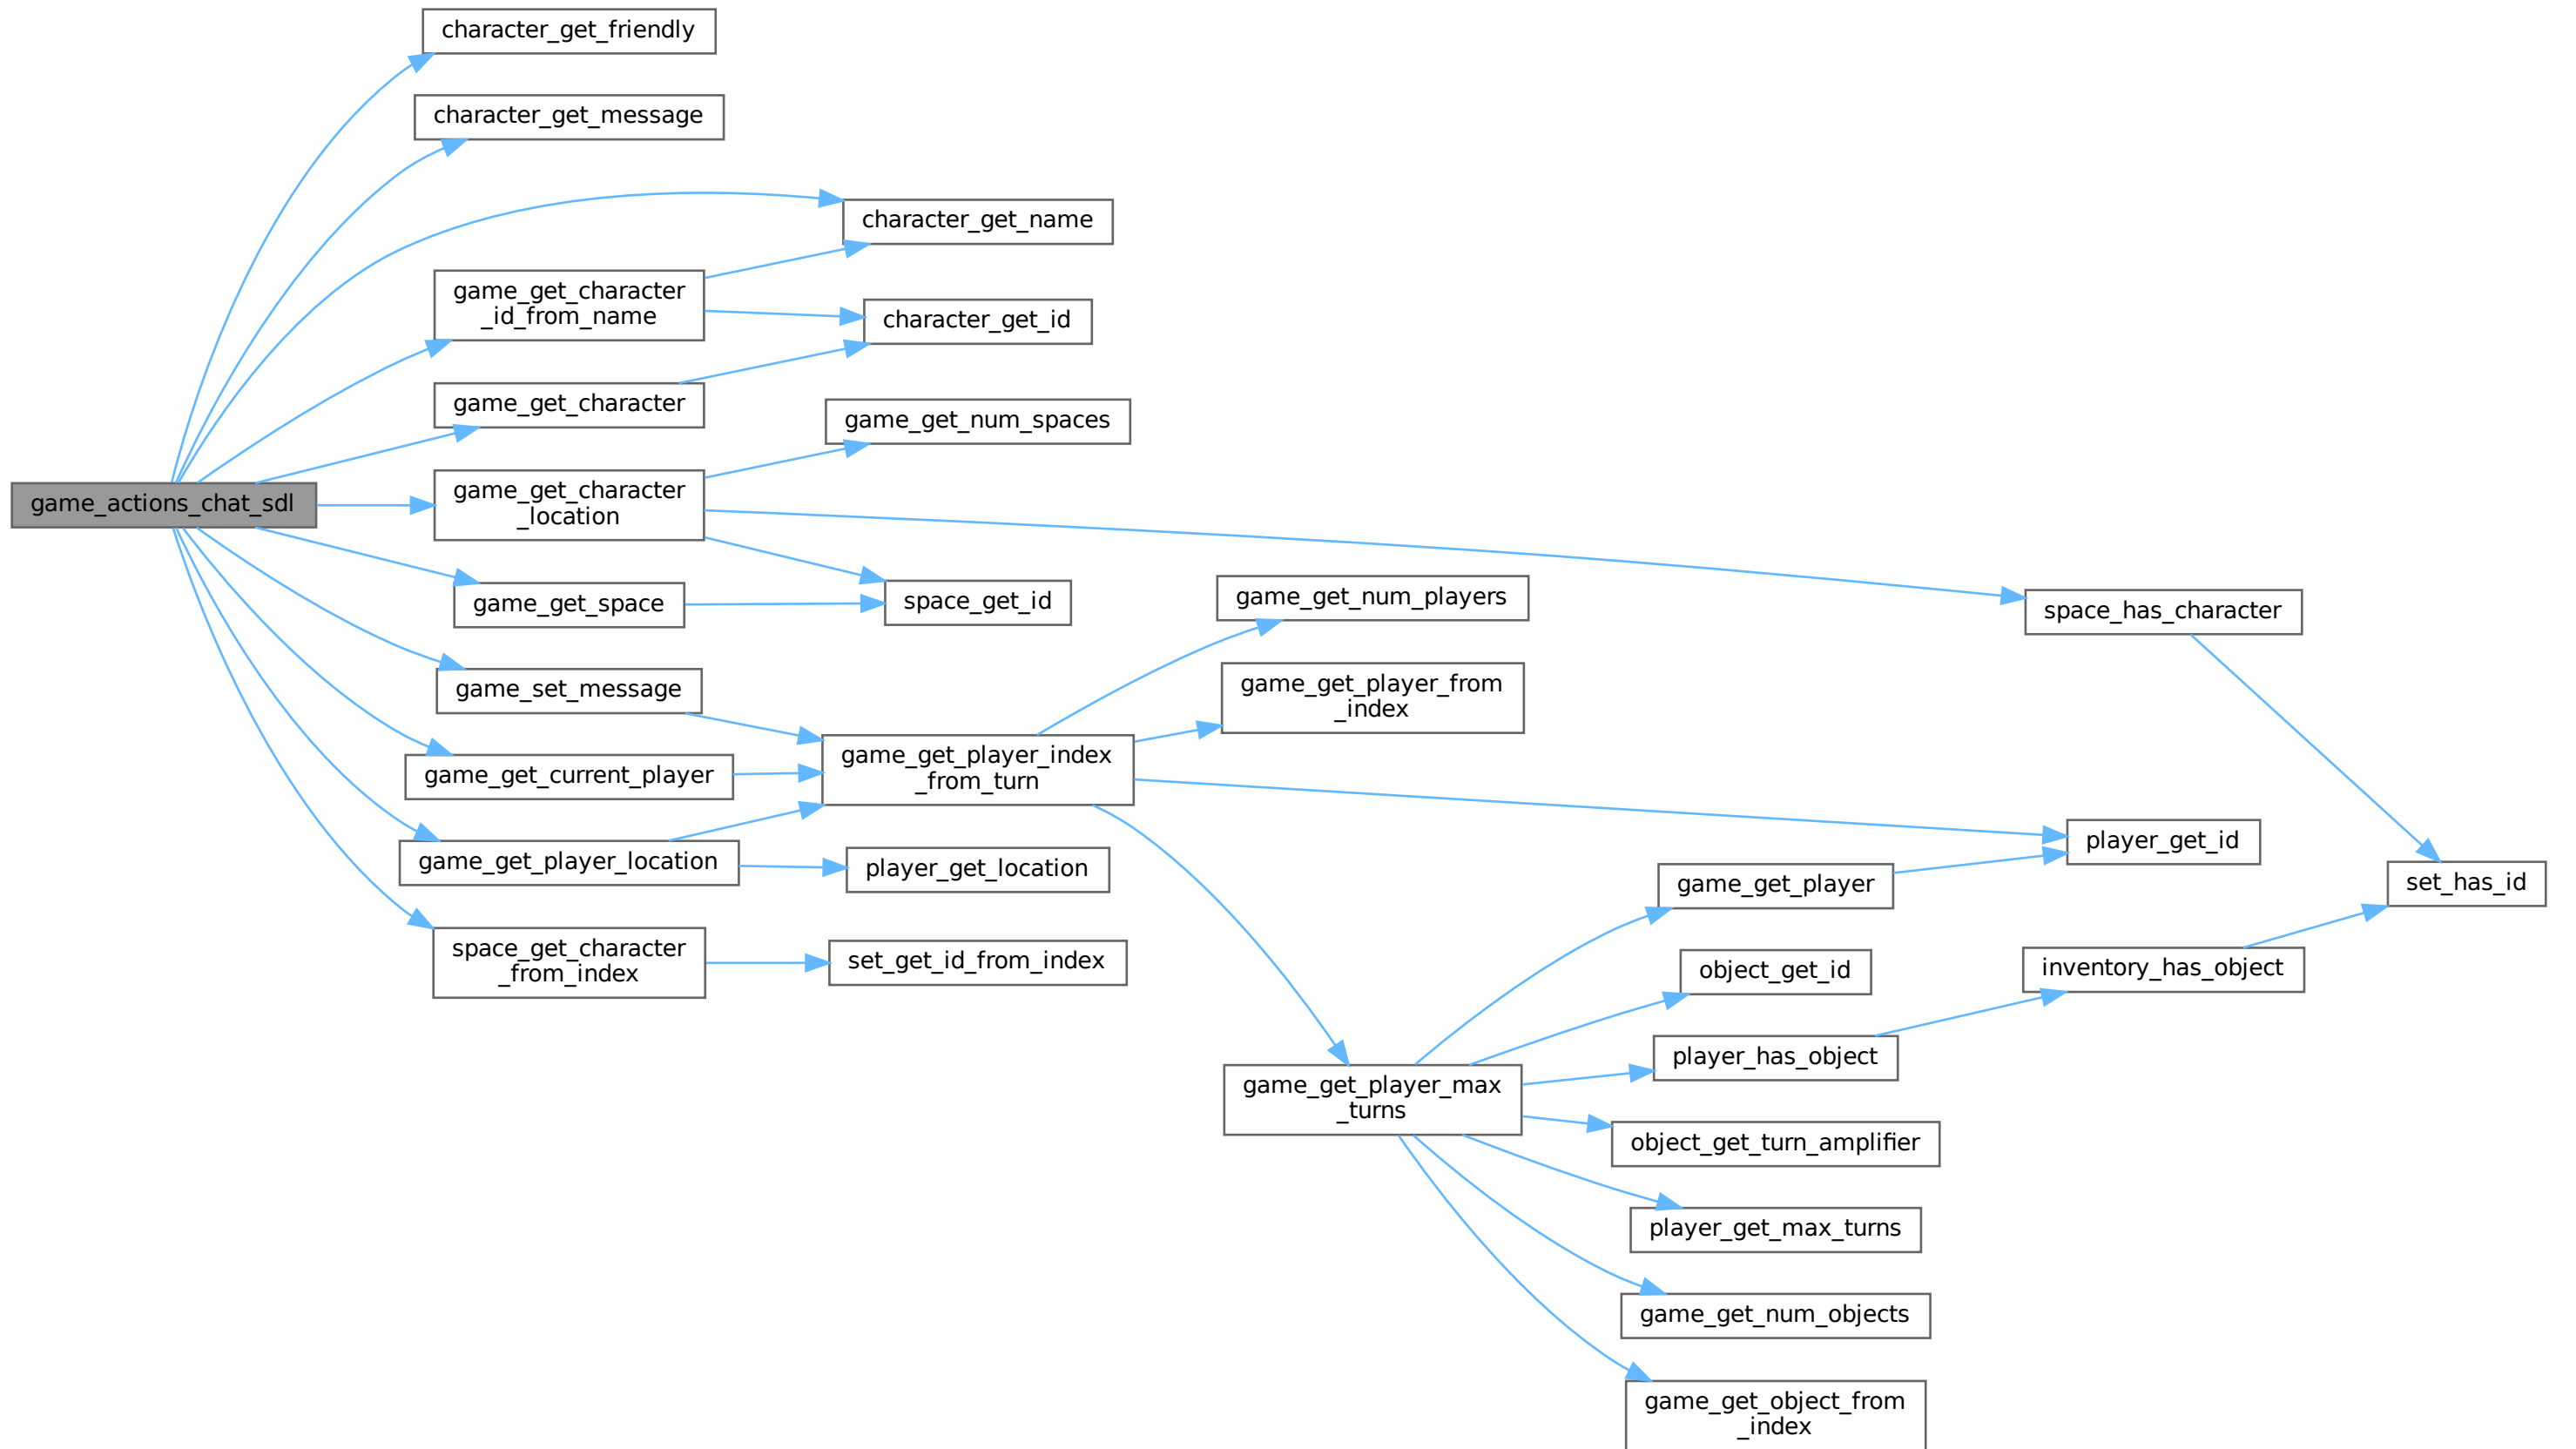 character_get_friendly
character_get_message
character_get_name
game_get_character
_id_from_name
character_get_id
game_get_character
game_get_num_spaces
game_get_character
_location
game_actions_chat_sdl
space_get_id
game_get_space
game_get_num_players
space_has_character
game_set_message
game_get_player_from
_index
game_get_current_player
game_get_player_index
_from_turn
game_get_player_location
player_get_location
player_get_id
game_get_player
set_has_id
space_get_character
_from_index
set_get_id_from_index
object_get_id
inventory_has_object
player_has_object
game_get_player_max
_turns
object_get_turn_amplifier
player_get_max_turns
game_get_num_objects
game_get_object_from
_index